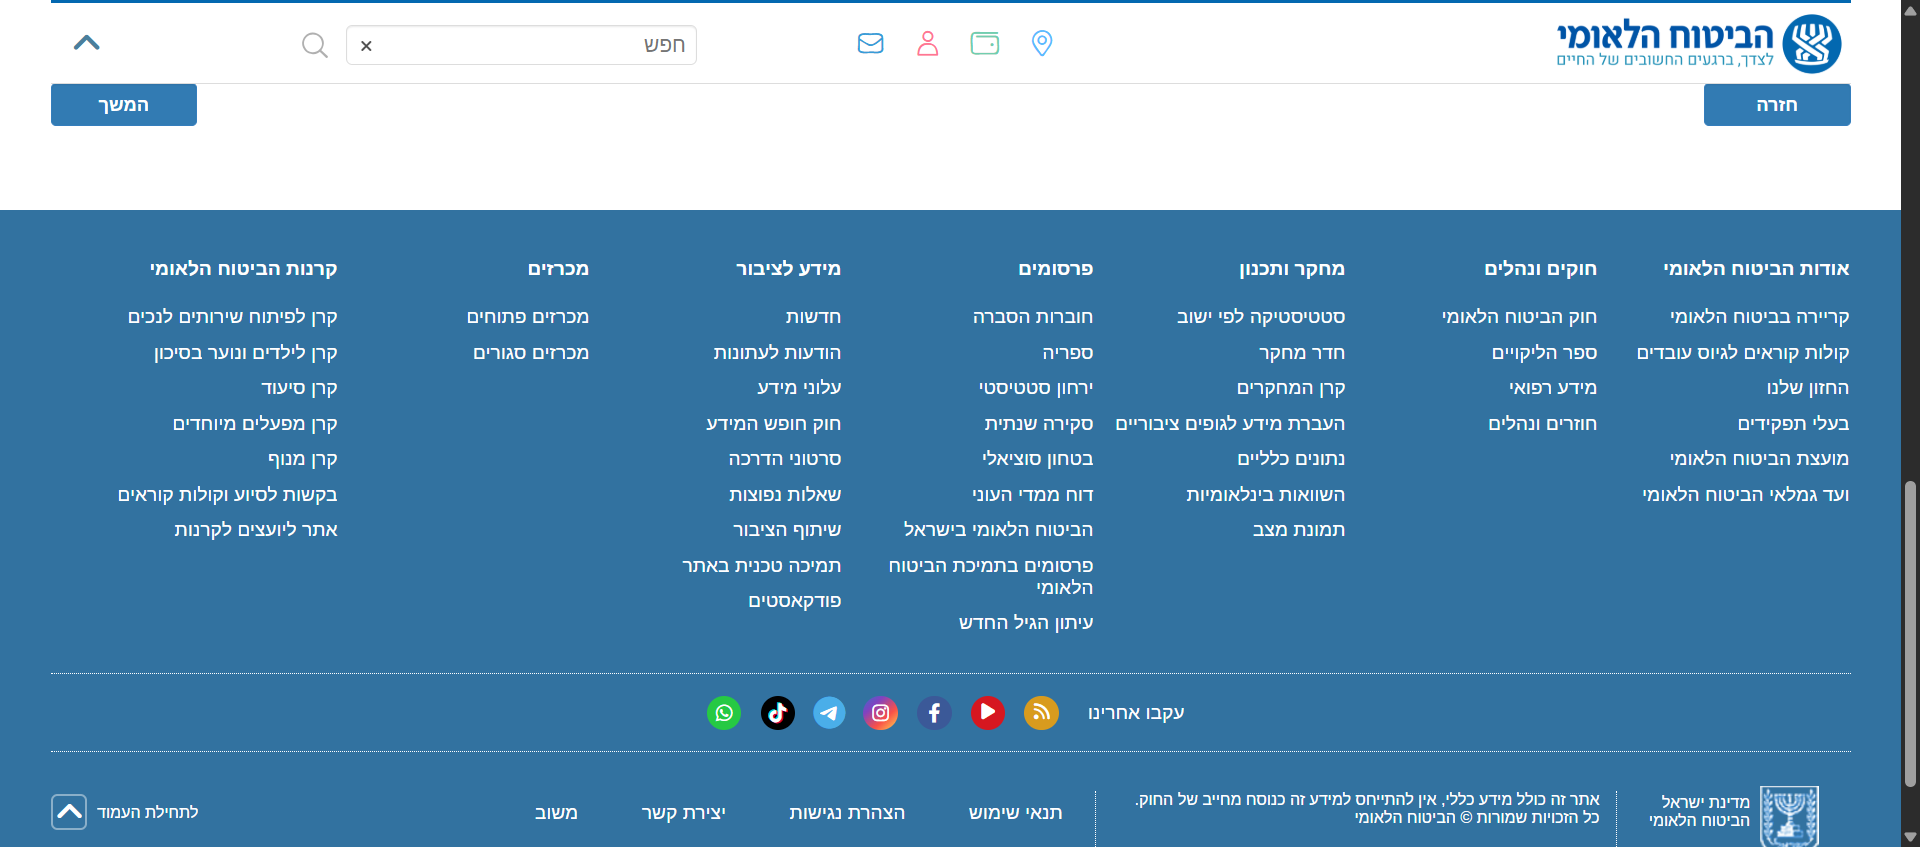 הביטוח הלאומי
לצדך, ברגעים החשובים של החיים
חפש
חזרה
המשך
אודות הביטוח הלאומי
קריירה בביטוח הלאומי
קולות קוראים לגיוס עובדים
החזון שלנו
בעלי תפקידים
מועצת הביטוח הלאומי
ועד גמלאי הביטוח הלאומי
חוקים ונהלים
חוק הביטוח הלאומי
ספר הליקויים
מידע רפואי
חוזרים ונהלים
מחקר ותכנון
סטטיסטיקה לפי ישוב
חדר מחקר
קרן המחקרים
העברת מידע לגופים ציבוריים
נתונים כלליים
השוואות בינלאומיות
תמונת מצב
פרסומים
חוברות הסברה
ספריה
ירחון סטטיסטי
סקירה שנתית
בטחון סוציאלי
דוח ממדי העוני
הביטוח הלאומי בישראל
פרסומים בתמיכת הביטוח
הלאומי
עיתון הגיל החדש
מידע לציבור
חדשות
הודעות לעתונות
עלוני מידע
חוק חופש המידע
סרטוני הדרכה
שאלות נפוצות
שיתוף הציבור
תמיכה טכנית באתר
פודקאסטים
מכרזים
מכרזים פתוחים
מכרזים סגורים
קרנות הביטוח הלאומי
קרן לפיתוח שירותים לנכים
קרן לילדים ונוער בסיכון
קרן סיעוד
קרן מפעלים מיוחדים
קרן מנוף
בקשות לסיוע וקולות קוראים
אתר ליועצים לקרנות
עקבו אחרינו
מדינת ישראל
הביטוח הלאומי
אתר זה כולל מידע כללי, אין להתייחס למידע זה כנוסח מחייב של החוק.
כל הזכויות שמורות © הביטוח הלאומי
תנאי שימוש
הצהרת נגישות
יצירת קשר
משוב
לתחילת העמוד